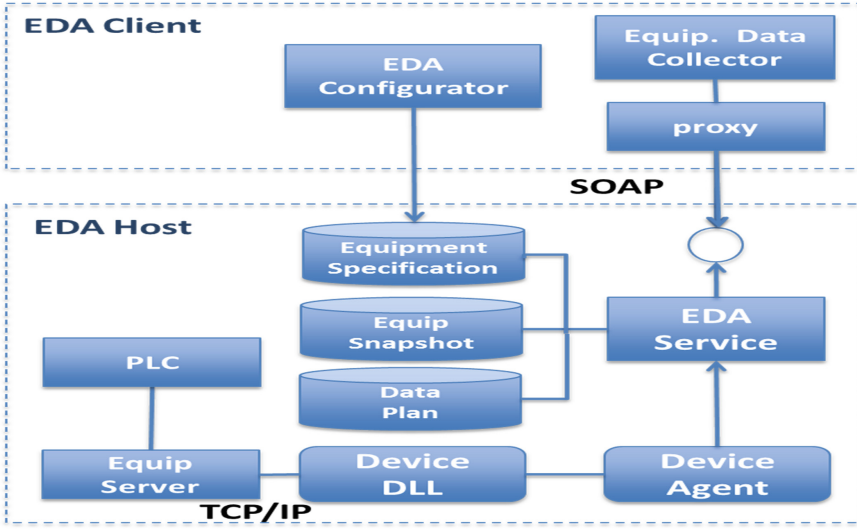 EDA Client
EDA
Configurator
Equip. Data
Collector
proxy
SOAP
EDA Host
Equipment
Specification
Equip
Snapshot
EDA
Service
PLC
Data
Plan
Equip
Server
Device
DLL
Device
Agent
TCP/IP